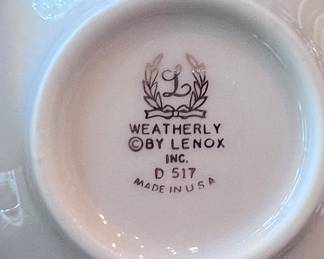 L
WEATHERLY
© BY LENOX
INC.
D 517
MADE IN U S A